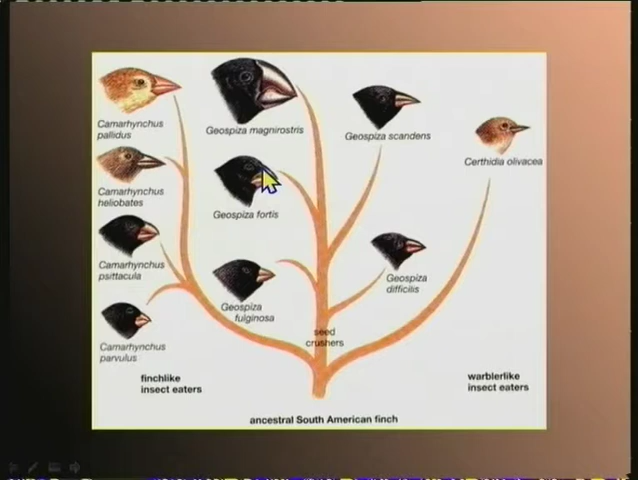 Camarhynchus
pallidus
Geospiza magnirostris
Geospiza scandens
Certhidia olivacea
Camarhynchus
heliobates
Geospiza fortis
Camarhynchus
psittacula
Geospiza
difficilis
Geospiza
fulginosa
seed
crushers
Camarhynchus
parvulus
finchlike
insect eaters
warblerlike
insect eaters
ancestral South American finch